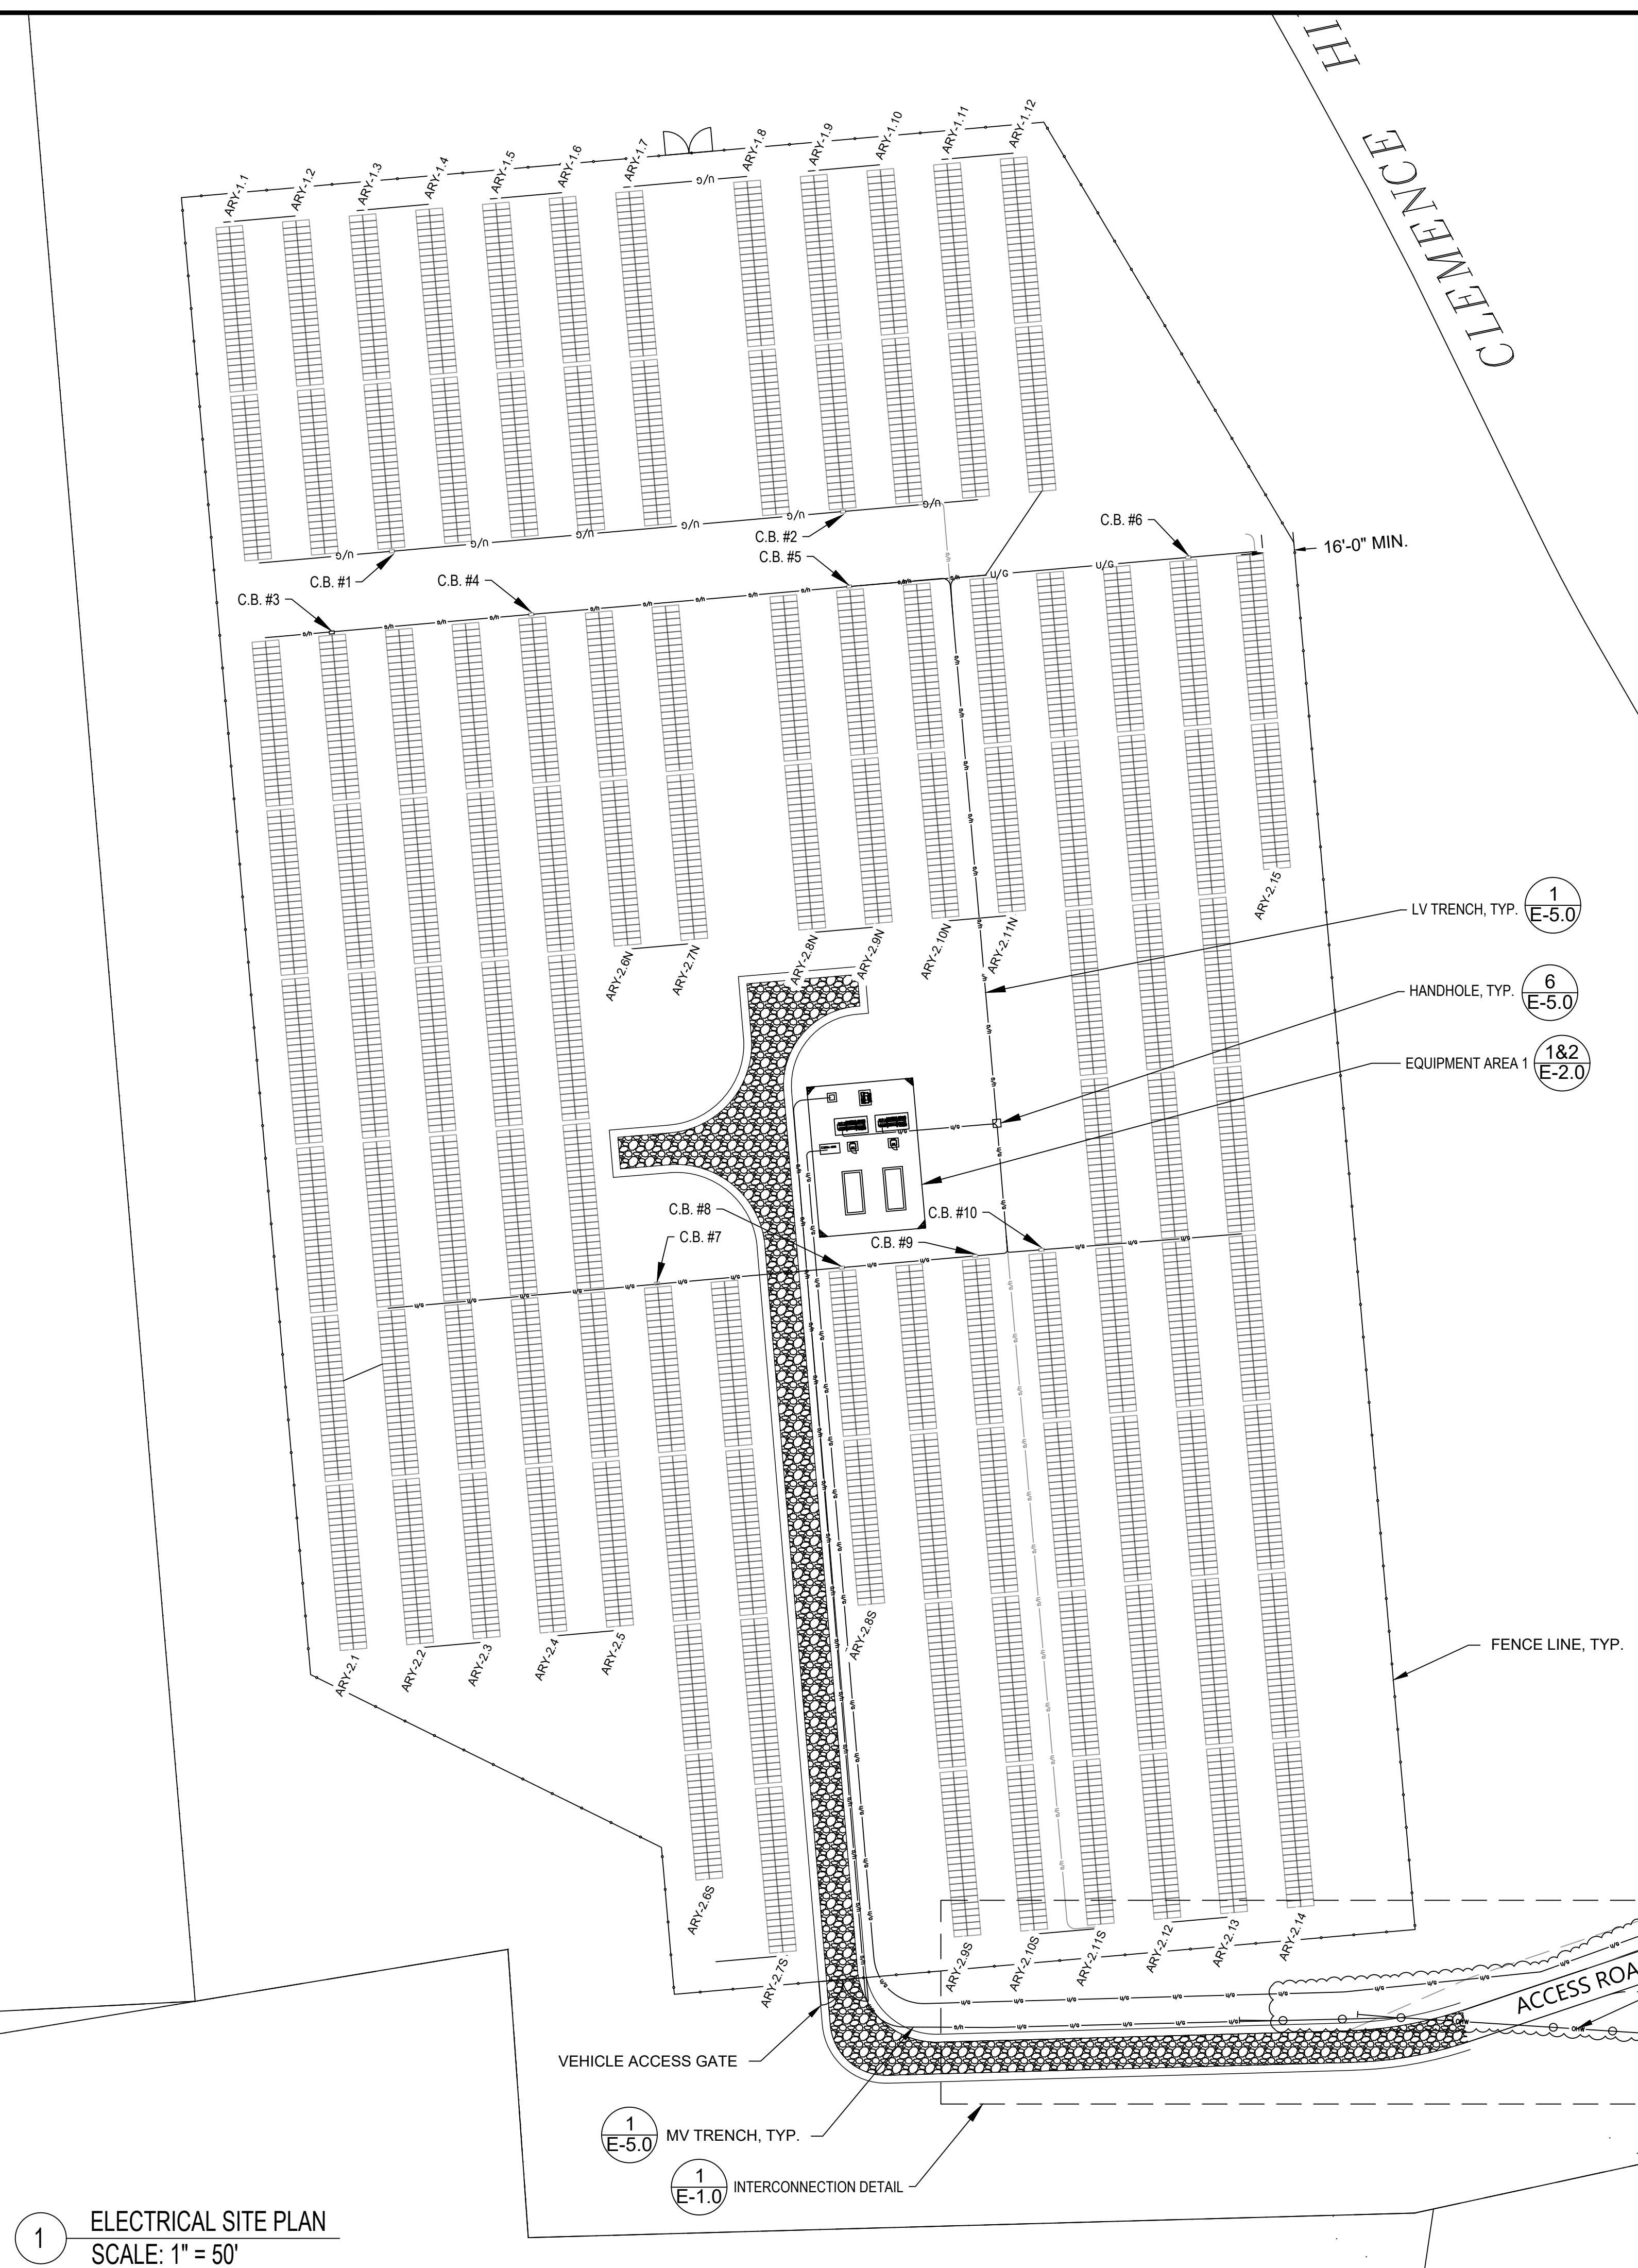 HI
CLEMENCE
ARY-1.1
ARY-1.2
ARY-1.3
ARY-1.4
ARY-1.5
ARY-1.6
ARY-1.7
ARY-1.8
ARY-1.9
ARY-1.10
ARY-1.11
ARY-1.12
U/G
U/G
U/G
U/G
U/G
U/G
U/G
C.B. #1
C.B. #2
C.B. #5
C.B. #6
C.B. #4
C.B. #3
U/G
U/G
16'-0" MIN.
ARY-2.15
LV TRENCH, TYP.
1
E-5.0
HANDHOLE, TYP.
6
E-5.0
EQUIPMENT AREA 1
1&2
E-2.0
ARY-2.6N
ARY-2.7N
ARY-2.8N
ARY-2.9N
ARY-2.10N
ARY-2.11N
C.B. #8
C.B. #7
C.B. #9
C.B. #10
ARY-2.1
ARY-2.2
ARY-2.3
ARY-2.4
ARY-2.5
ARY-2.8S
FENCE LINE, TYP.
ARY-2.6S
ARY-2.7S
ARY-2.9S
ARY-2.10S
ARY-2.11S
ARY-2.12
ARY-2.13
ARY-2.14
ACCESS ROA
OHW
OHW
VEHICLE ACCESS GATE
1
E-5.0
MV TRENCH, TYP.
1
E-1.0
INTERCONNECTION DETAIL
1
ELECTRICAL SITE PLAN
SCALE: 1" = 50'